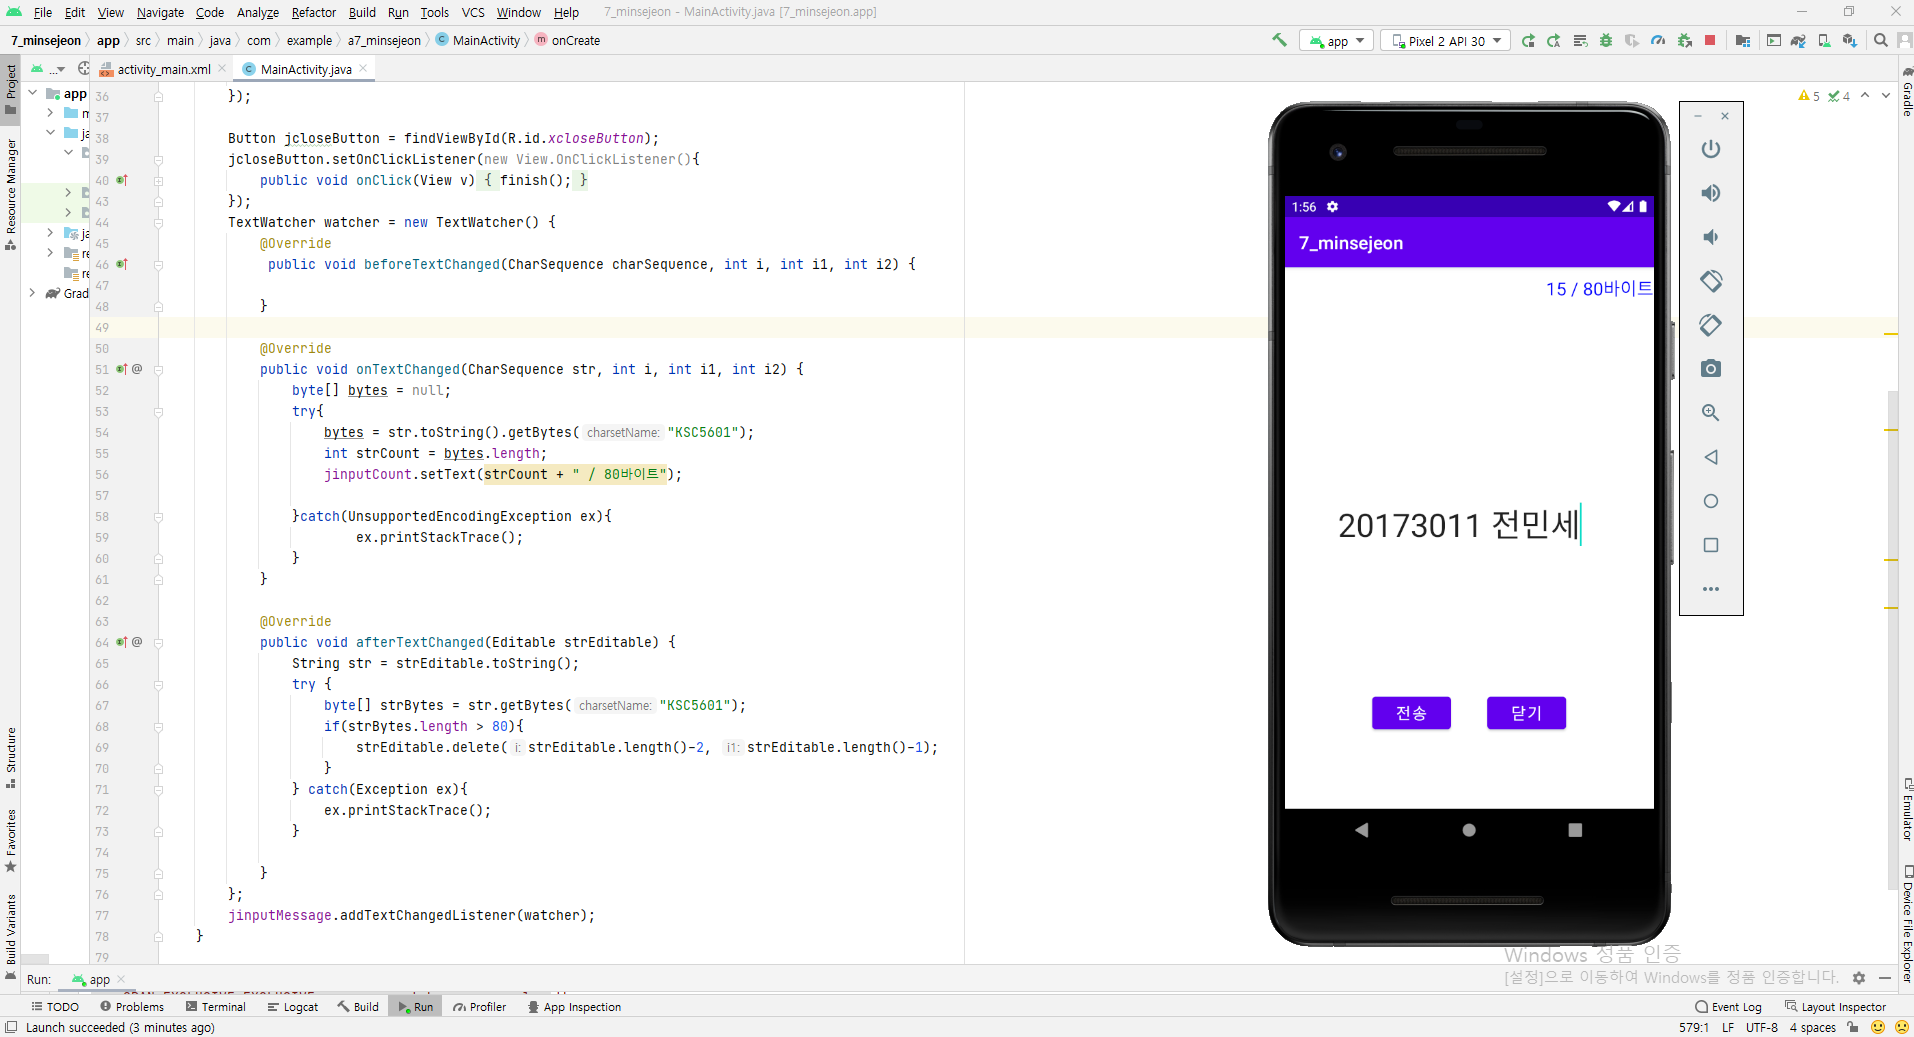 File Edit View Navigate Code Analyze Refactor Build Run Tools VCS Window Help 7_minsejeon - MainActivity.java [7_minsejeon.app]
7_minsejeon app src main java com example a7_minsejeon MainActivity onCreate app Pixel 2 API 30
... activity_main.xml MainActivity.java
Project
Resource Manager
Structure
Favorites
Build Variants
app
Grad
36 });
37
38 Button jcloseButton = findViewById(R.id.xcloseButton);
39 jcloseButton.setOnClickListener(new View.OnClickListener(){
40 public void onClick(View v) { finish(); }
43 });
44 TextWatcher watcher = new TextWatcher() {
45 @Override
46 public void beforeTextChanged(CharSequence charSequence, int i, int i1, int i2) {
47
48 }
49
50 @Override
51 @ public void onTextChanged(CharSequence str, int i, int i1, int i2) {
52 byte[] bytes = null;
53 try{
54 bytes = str.toString().getBytes( charsetName: "KSC5601");
55 int strCount = bytes.length;
56 jinputCount.setText(strCount + " / 80바이트");
57
58 }catch(UnsupportedEncodingException ex){
59 ex.printStackTrace();
60 }
61 }
62
63 @Override
64 @ public void afterTextChanged(Editable strEditable) {
65 String str = strEditable.toString();
66 try {
67 byte[] strBytes = str.getBytes( charsetName: "KSC5601");
68 if(strBytes.length > 80){
69 strEditable.delete( i: strEditable.length()-2, i1: strEditable.length()-1);
70 }
71 } catch(Exception ex){
72 ex.printStackTrace();
73 }
74
75 }
76 };
77 jinputMessage.addTextChangedListener(watcher);
78 }
79
5 4
1:56
7_minsejeon
15 / 80바이트
20173011 전민세
전송 닫기
Gradle
Emulator
Device File Explorer
Windows 정품 인증
[설정]으로 이동하여 Windows를 정품 인증합니다.
Run: app
TODO Problems Terminal Logcat Build Run Profiler App Inspection Event Log Layout Inspector
Launch succeeded (3 minutes ago) 579:1 LF UTF-8 4 spaces